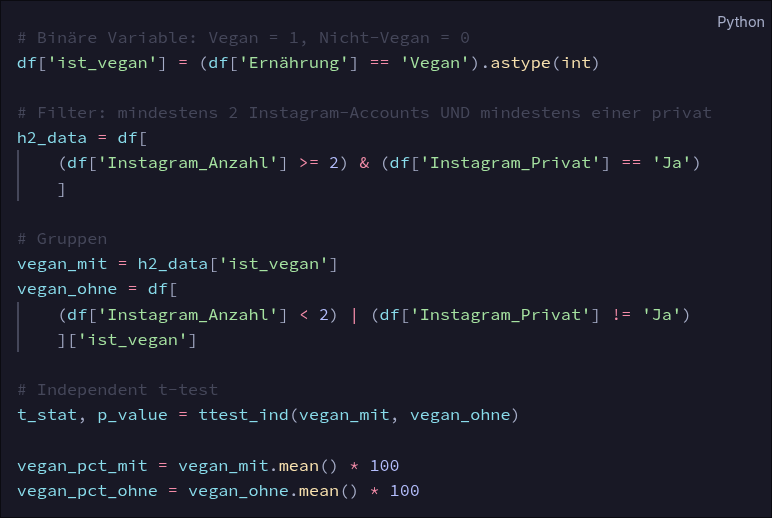 Python
# Binäre Variable: Vegan = 1, Nicht-Vegan = 0
df['ist_vegan'] = (df['Ernährung'] == 'Vegan').astype(int)
# Filter: mindestens 2 Instagram-Accounts UND mindestens einer privat
h2_data = df[
(df['Instagram_Anzahl'] >= 2) & (df['Instagram_Privat'] == 'Ja')
]
# Gruppen
vegan_mit = h2_data['ist_vegan']
vegan_ohne = df[
(df['Instagram_Anzahl'] < 2) | (df['Instagram_Privat'] != 'Ja')
]['ist_vegan']
# Independent t-test
t_stat, p_value = ttest_ind(vegan_mit, vegan_ohne)
vegan_pct_mit = vegan_mit.mean() * 100
vegan_pct_ohne = vegan_ohne.mean() * 100